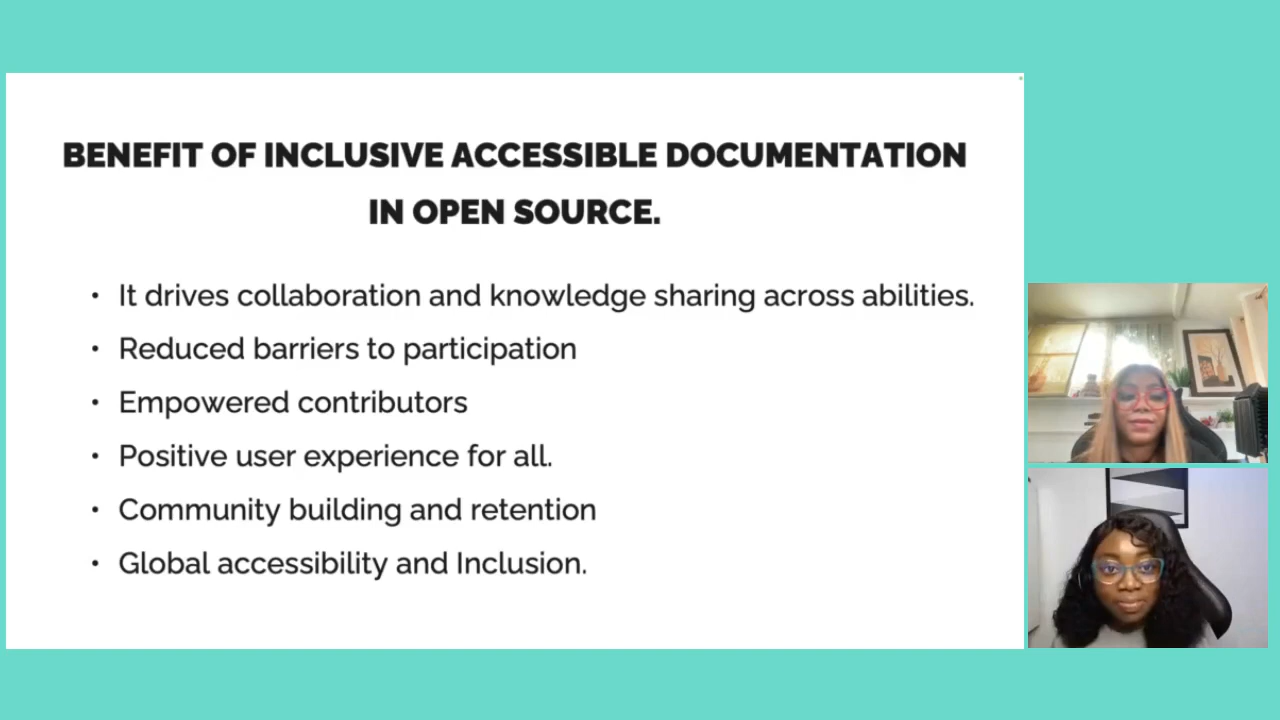 BENEFIT OF INCLUSIVE ACCESSIBLE DOCUMENTATION
IN OPEN SOURCE.
• It drives collaboration and knowledge sharing across abilities.
• Reduced barriers to participation
• Empowered contributors
• Positive user experience for all.
• Community building and retention
• Global accessibility and Inclusion.